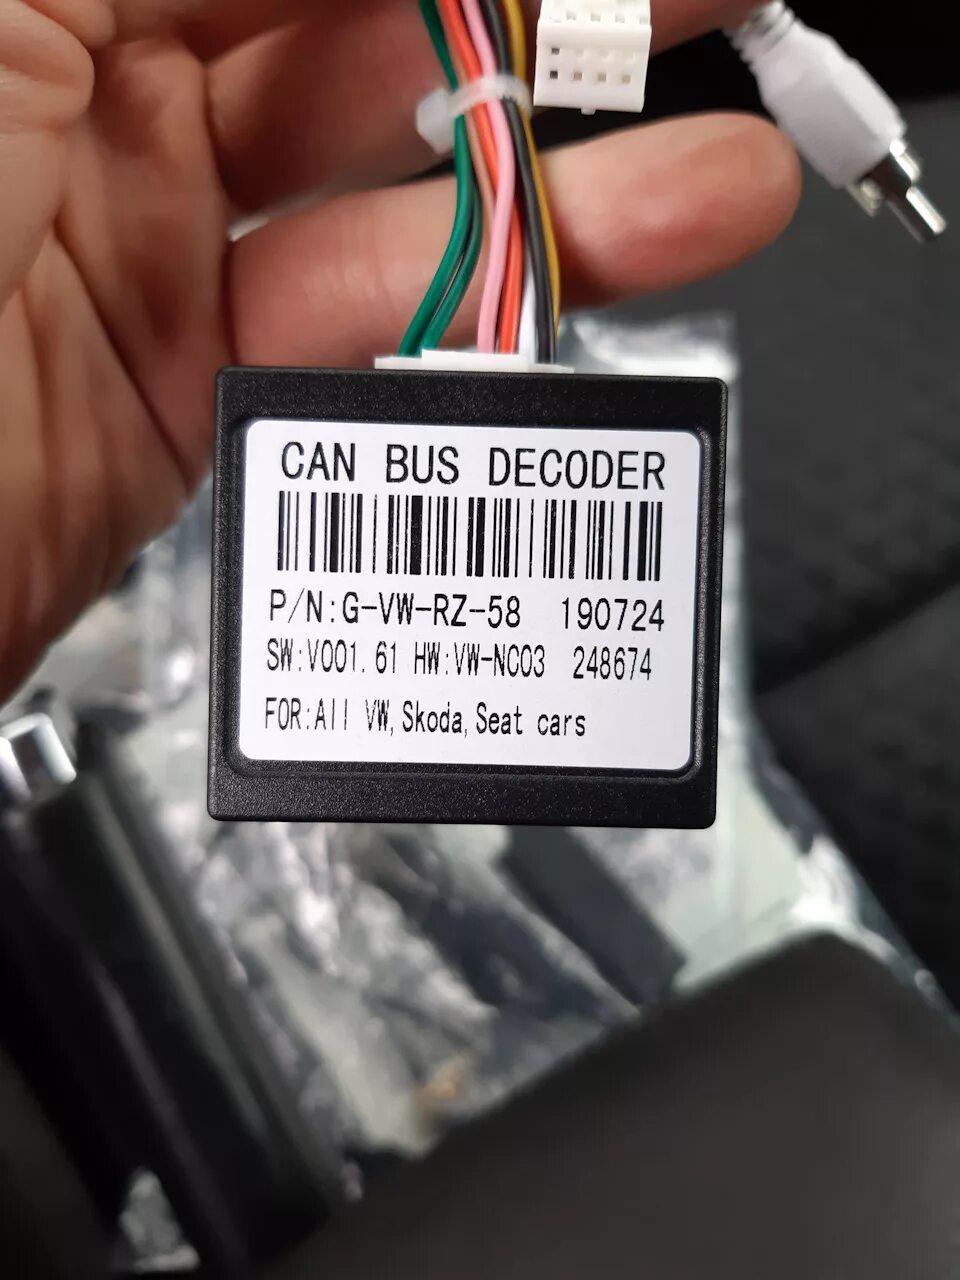 CAN BUS DECODER
P/N:G-VW-RZ-58 190724
SW:V001.61 HW:VW-NC03 248674
FOR:All VW,Skoda,Seat cars